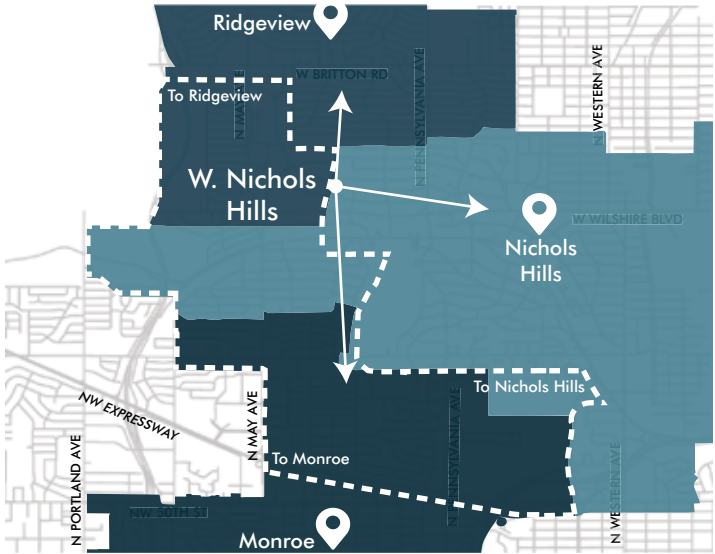 Ridgeview
W BRITTON RD
To Ridgeview
N MAY AVE
N PENNSYLVANIA AVE
N WESTERN AVE
W. Nichols
Hills
W WILSHIRE BLVD
Nichols
Hills
To Nichols Hills
NW EXPRESSWAY
N MAY AVE
N PENNSYLVANIA AVE
To Monroe
N PORTLAND AVE
NW 50TH ST
N WESTERN AVE
Monroe